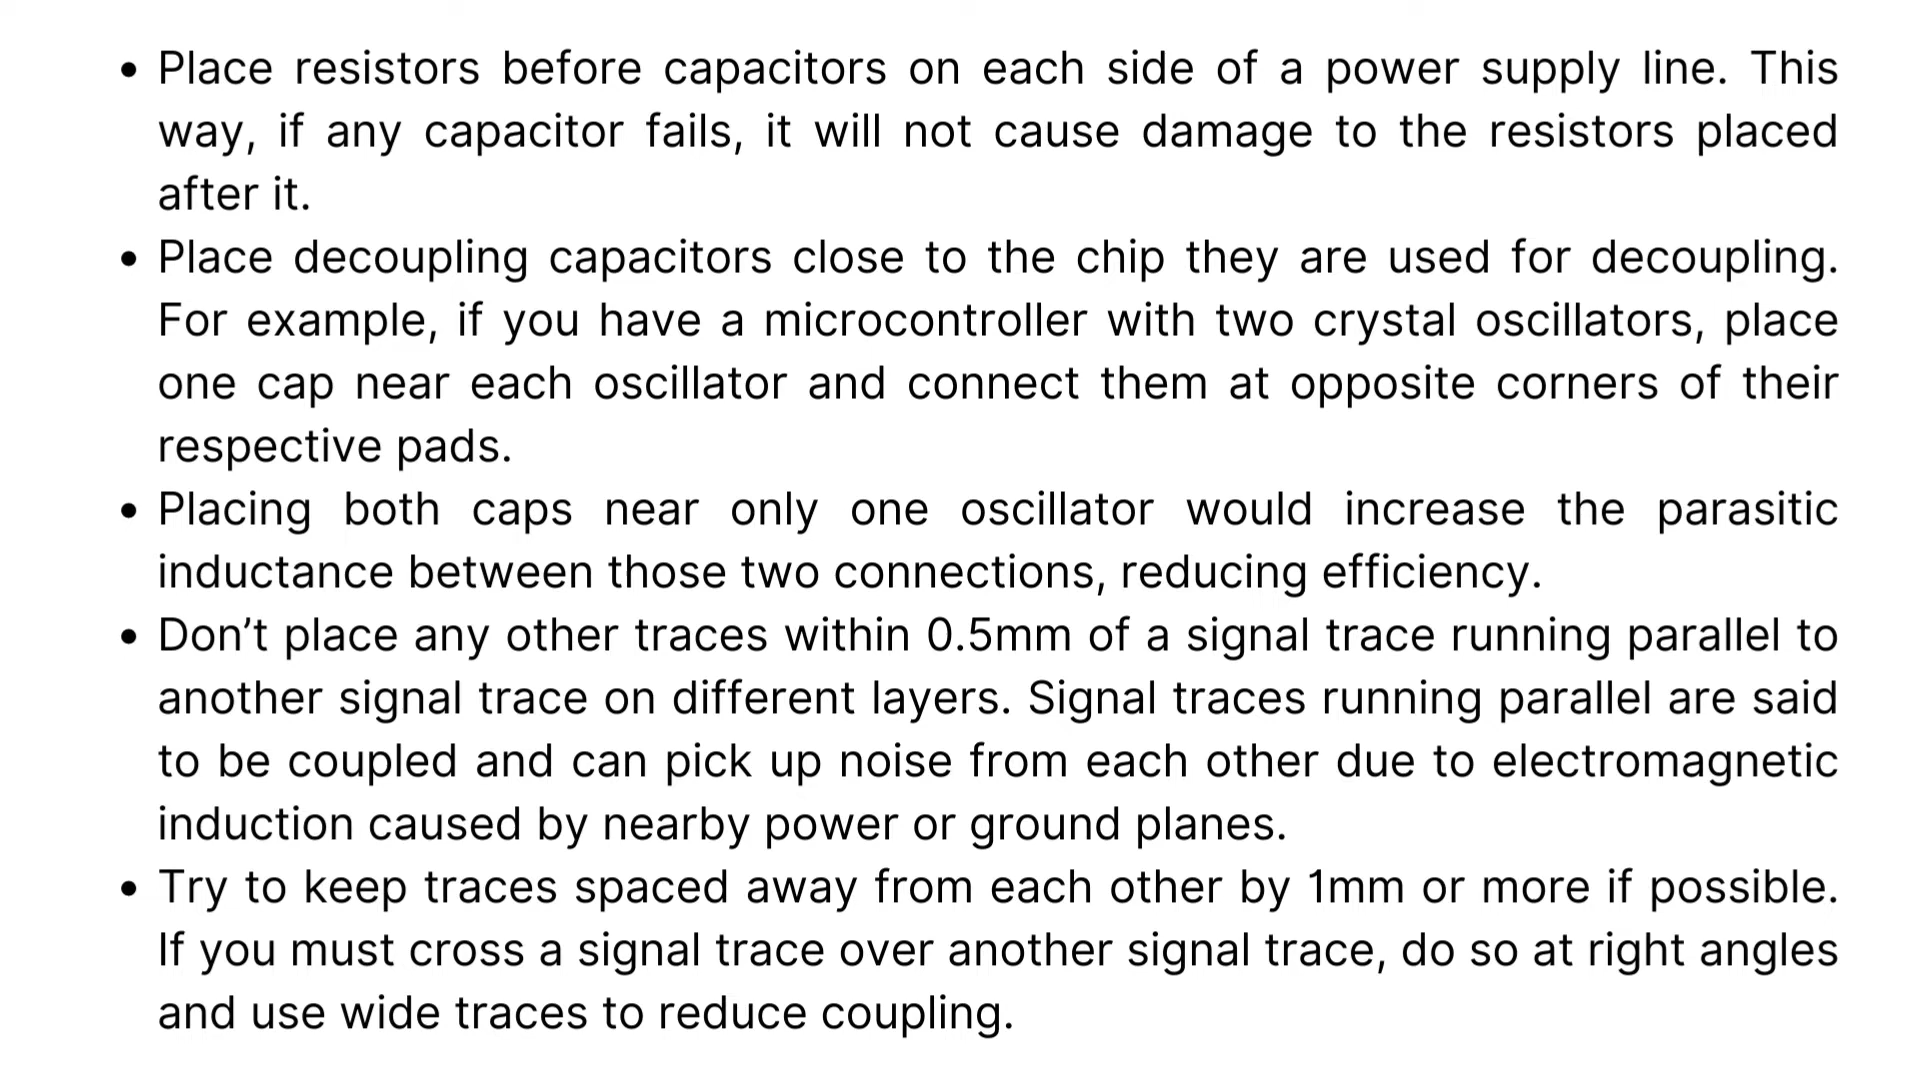 • Place resistors before capacitors on each side of a power supply line. This
way, if any capacitor fails, it will not cause damage to the resistors placed
after it.
• Place decoupling capacitors close to the chip they are used for decoupling.
For example, if you have a microcontroller with two crystal oscillators, place
one cap near each oscillator and connect them at opposite corners of their
respective pads.
• Placing both caps near only one oscillator would increase the parasitic
inductance between those two connections, reducing efficiency.
• Don’t place any other traces within 0.5mm of a signal trace running parallel to
another signal trace on different layers. Signal traces running parallel are said
to be coupled and can pick up noise from each other due to electromagnetic
induction caused by nearby power or ground planes.
• Try to keep traces spaced away from each other by 1mm or more if possible.
If you must cross a signal trace over another signal trace, do so at right angles
and use wide traces to reduce coupling.